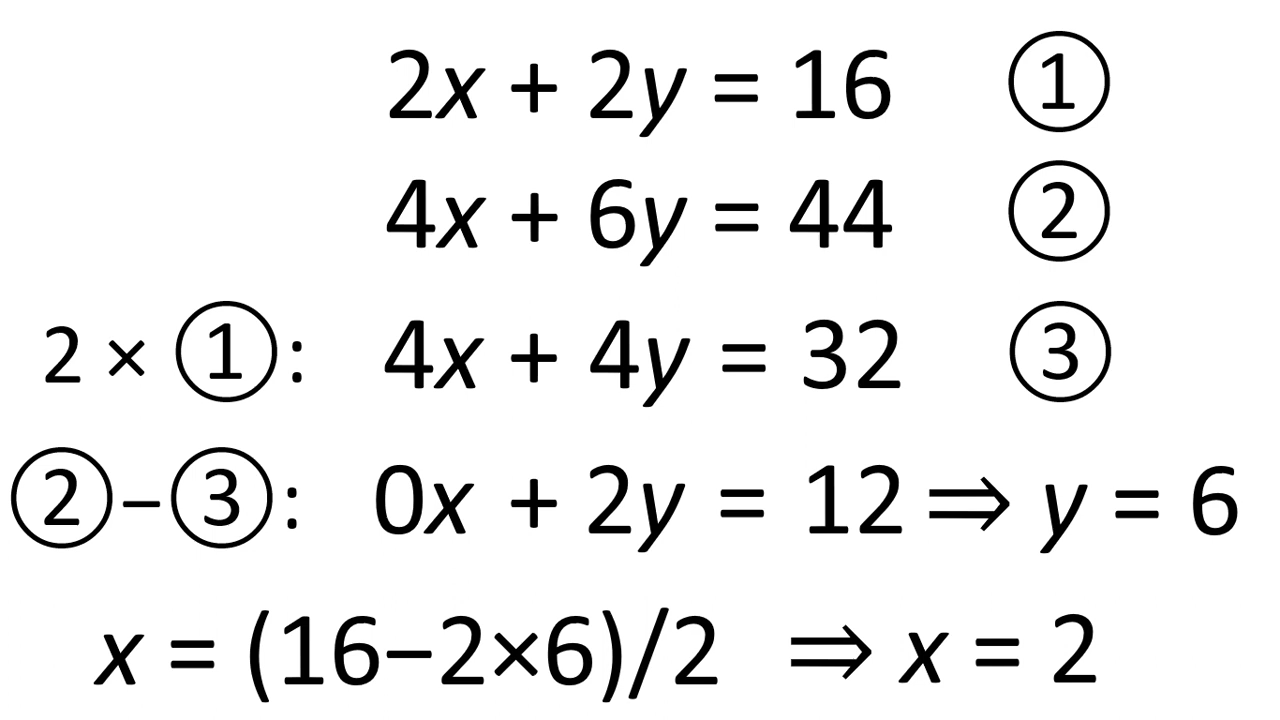 2x + 2y = 16 ①
4x + 6y = 44 ②
2 × ①: 4x + 4y = 32 ③
②–③: 0x + 2y = 12 ⇒ y = 6
x = (16–2×6)/2 ⇒ x = 2